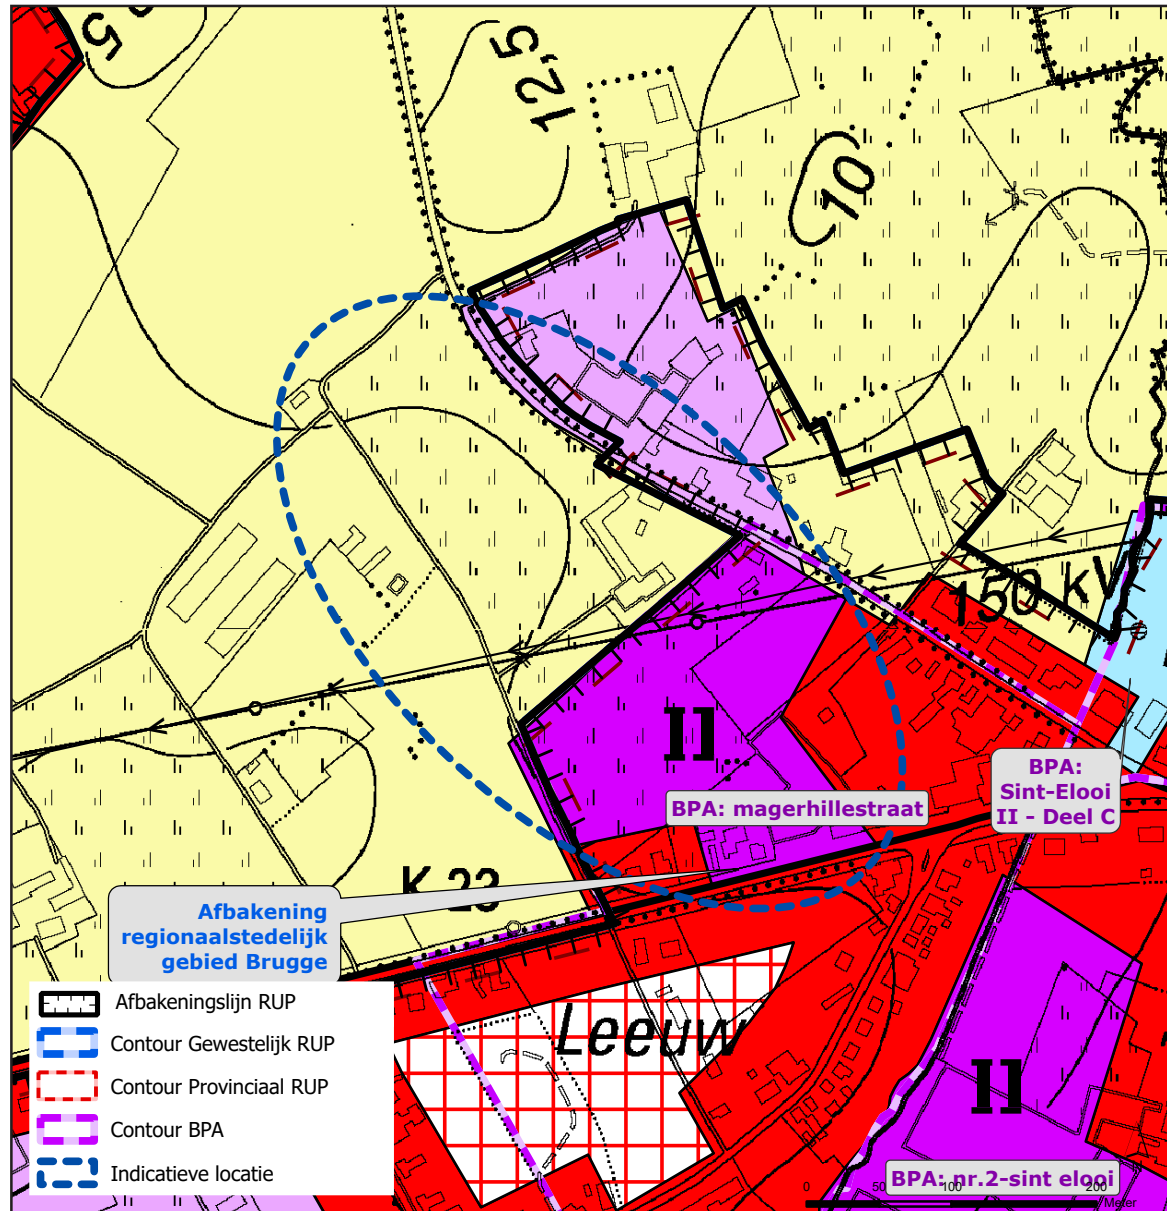 5
12,5
10
150 kV
II
BPA: magerhillestraat
BPA:
Sint-Elooi
II - Deel C
K 23
Afbakening
regionaalstedelijk
gebied Brugge
Afbakeningslijn RUP
Contour Gewestelijk RUP
Contour Provinciaal RUP
Contour BPA
Indicatieve locatie
Leeuw
II
BPA: nr.2-sint elooi
0 50 100 200
Meter